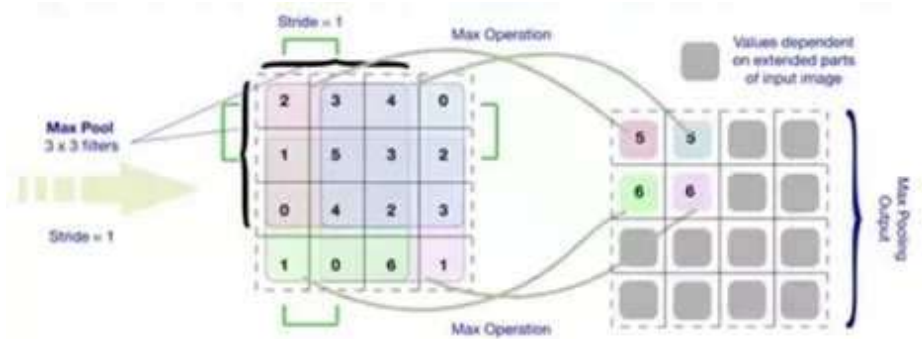 Stride = 1
Max Operation
Values dependent
on extended parts
of input image
Max Pool
3 x 3 filters
2 3 4 0
1 5 3 2
0 4 2 3
1 0 6 1
Stride = 1
5 5
6 6
Max Pooling
Output
Max Operation